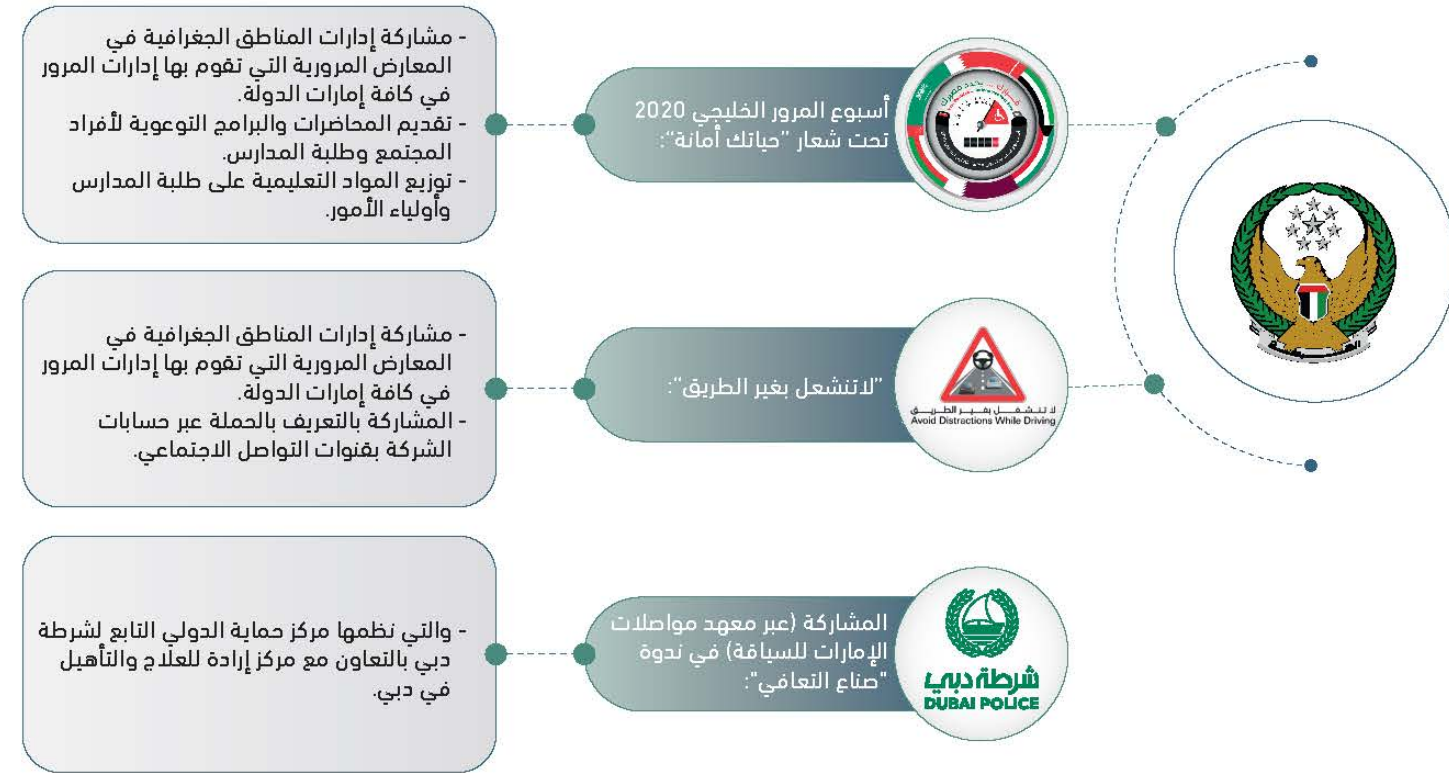 أسبوع المرور الخليجي 2020
تحت شعار "حياتك أمانة":
- مشاركة إدارات المناطق الجغرافية في
المعارض المرورية التي تقوم بها إدارات المرور
في كافة إمارات الدولة.
- تقديم المحاضرات والبرامج التوعوية لأفراد
المجتمع وطلبة المدارس.
- توزيع المواد التعليمية على طلبة المدارس
وأولياء الأمور.
لا تنشغل بغير الطريق
Avoid Distractions While Driving
"لاتنشعل بغير الطريق":
- مشاركة إدارات المناطق الجغرافية في
المعارض المرورية التي تقوم بها إدارات المرور
في كافة إمارات الدولة.
- المشاركة بالتعريف بالحملة عبر حسابات
الشركة بقنوات التواصل الاجتماعي.
شرطة دبي
DUBAI POLICE
المشاركة (عبر معهد مواصلات
الإمارات للسياقة) في ندوة
"صناع التعافي":
- والتي نظمها مركز حماية الدولي التابع لشرطة
دبي بالتعاون مع مركز إرادة للعلاج والتأهيل
في دبي.